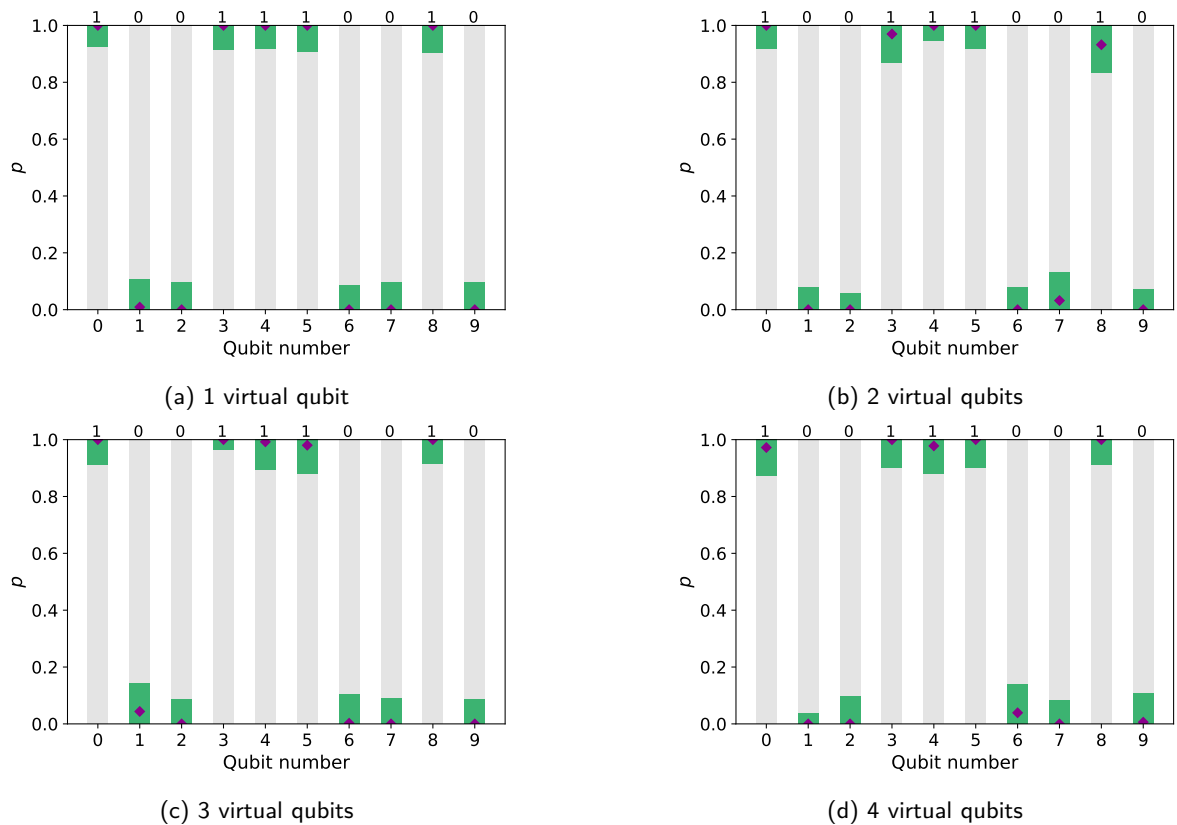 1 0 0 1 1 1 0 0 1 0
1.0
0.8
0.6
0.4
0.2
0.0
p
0 1 2 3 4 5 6 7 8 9
Qubit number
(a) 1 virtual qubit
1 0 0 1 1 1 0 0 1 0
1.0
0.8
0.6
0.4
0.2
0.0
p
0 1 2 3 4 5 6 7 8 9
Qubit number
(b) 2 virtual qubits
1 0 0 1 1 1 0 0 1 0
1.0
0.8
0.6
0.4
0.2
0.0
p
0 1 2 3 4 5 6 7 8 9
Qubit number
(c) 3 virtual qubits
1 0 0 1 1 1 0 0 1 0
1.0
0.8
0.6
0.4
0.2
0.0
p
0 1 2 3 4 5 6 7 8 9
Qubit number
(d) 4 virtual qubits